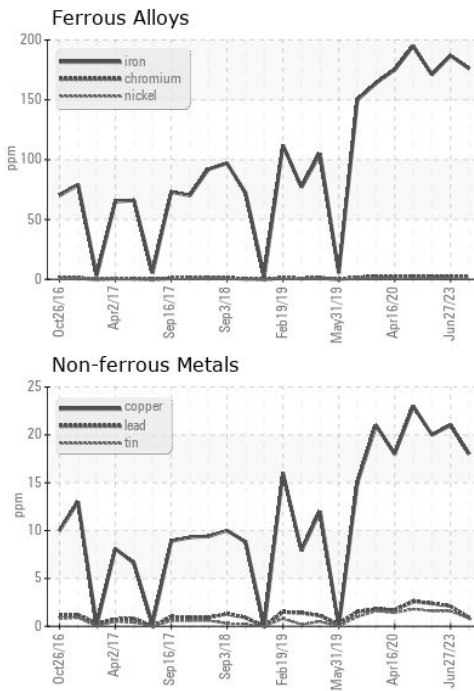 Ferrous Alloys
200
150
100
50
0
ppm
iron
chromium
nickel
Oct26/16
Apr2/17
Sep16/17
Sep3/18
Feb19/19
May31/19
Apr16/20
Jun27/23
Non-ferrous Metals
25
20
15
10
5
0
ppm
copper
lead
tin
Oct26/16
Apr2/17
Sep16/17
Sep3/18
Feb19/19
May31/19
Apr16/20
Jun27/23